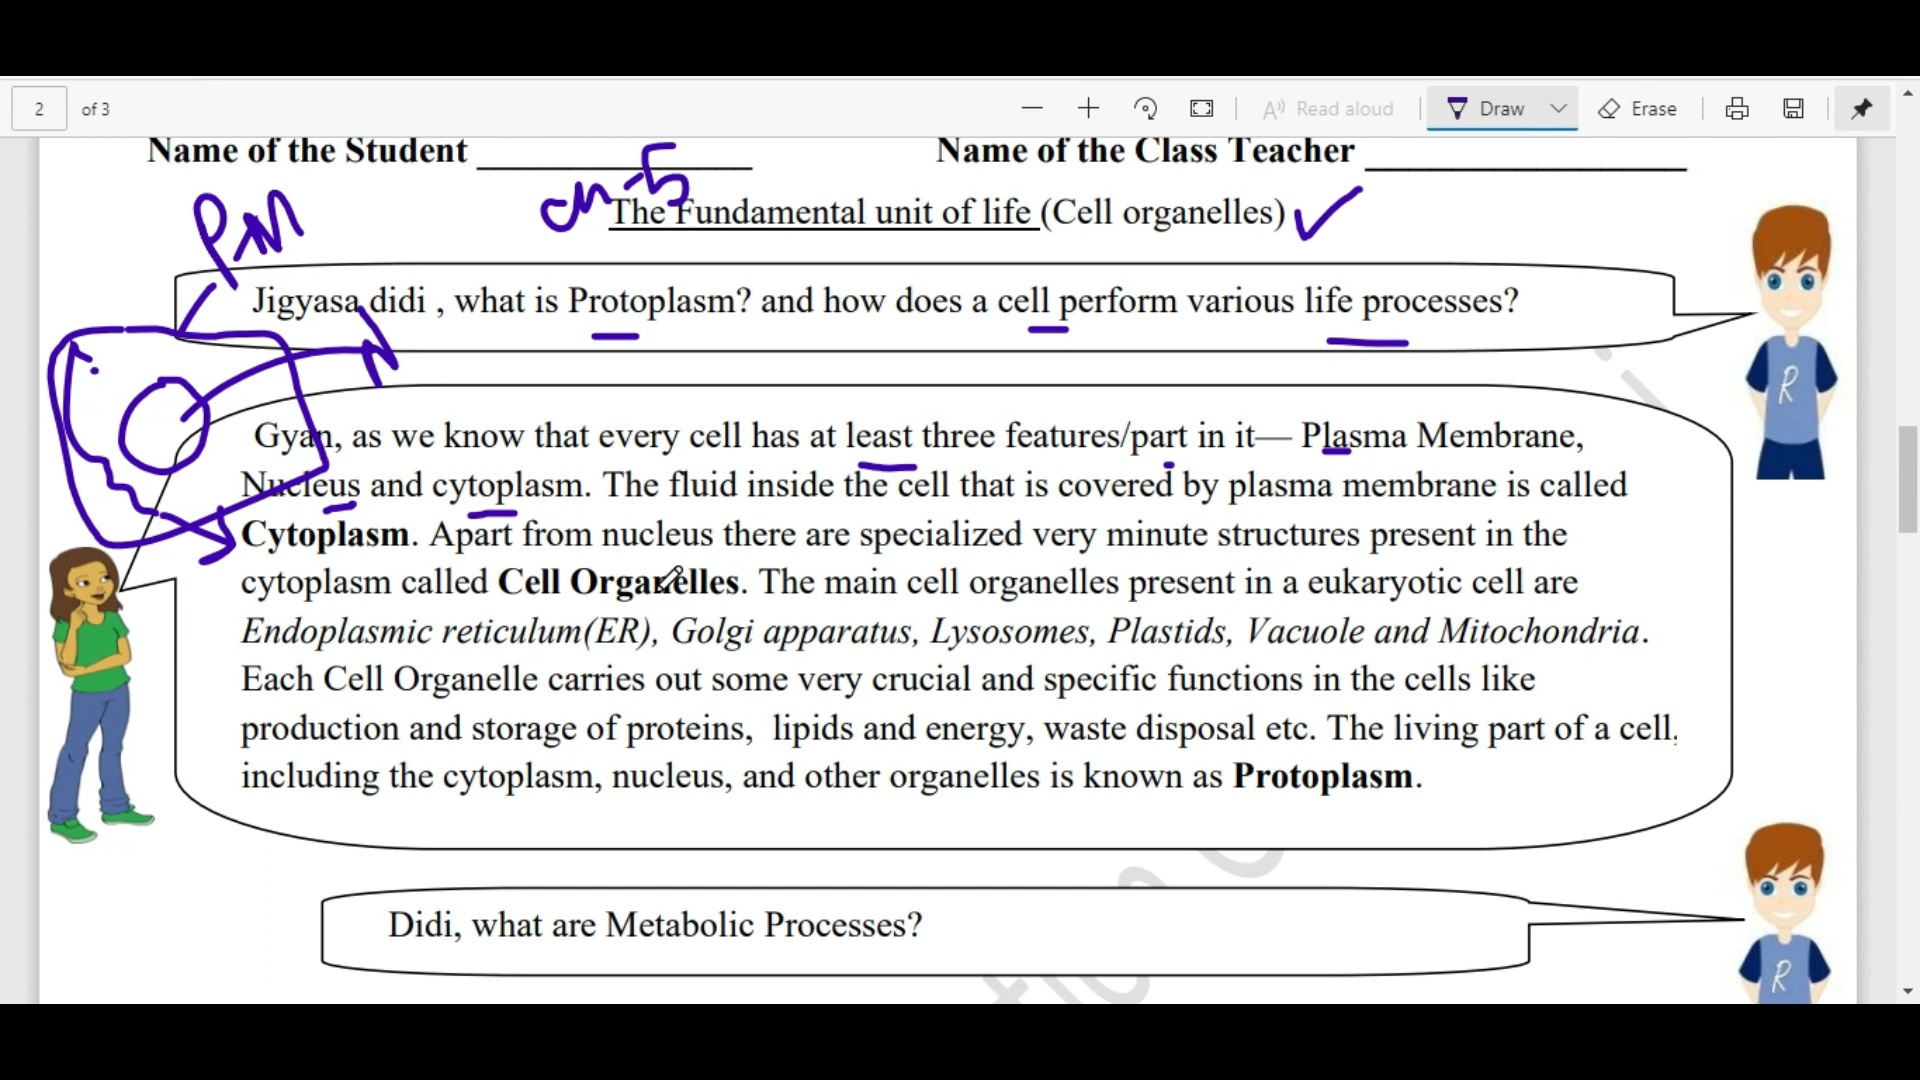 2 of 3 Read aloud Draw Erase
Name of the Student ________________ Name of the Class Teacher ___________________
ch-5
The Fundamental unit of life (Cell organelles)
P.M
Jigyasa didi , what is Protoplasm? and how does a cell perform various life processes?
N
R
Gyan, as we know that every cell has at least three features/part in it— Plasma Membrane,
Nucleus and cytoplasm. The fluid inside the cell that is covered by plasma membrane is called
Cytoplasm. Apart from nucleus there are specialized very minute structures present in the
cytoplasm called Cell Organelles. The main cell organelles present in a eukaryotic cell are
Endoplasmic reticulum(ER), Golgi apparatus, Lysosomes, Plastids, Vacuole and Mitochondria.
Each Cell Organelle carries out some very crucial and specific functions in the cells like
production and storage of proteins, lipids and energy, waste disposal etc. The living part of a cell,
including the cytoplasm, nucleus, and other organelles is known as Protoplasm.
Didi, what are Metabolic Processes?
R